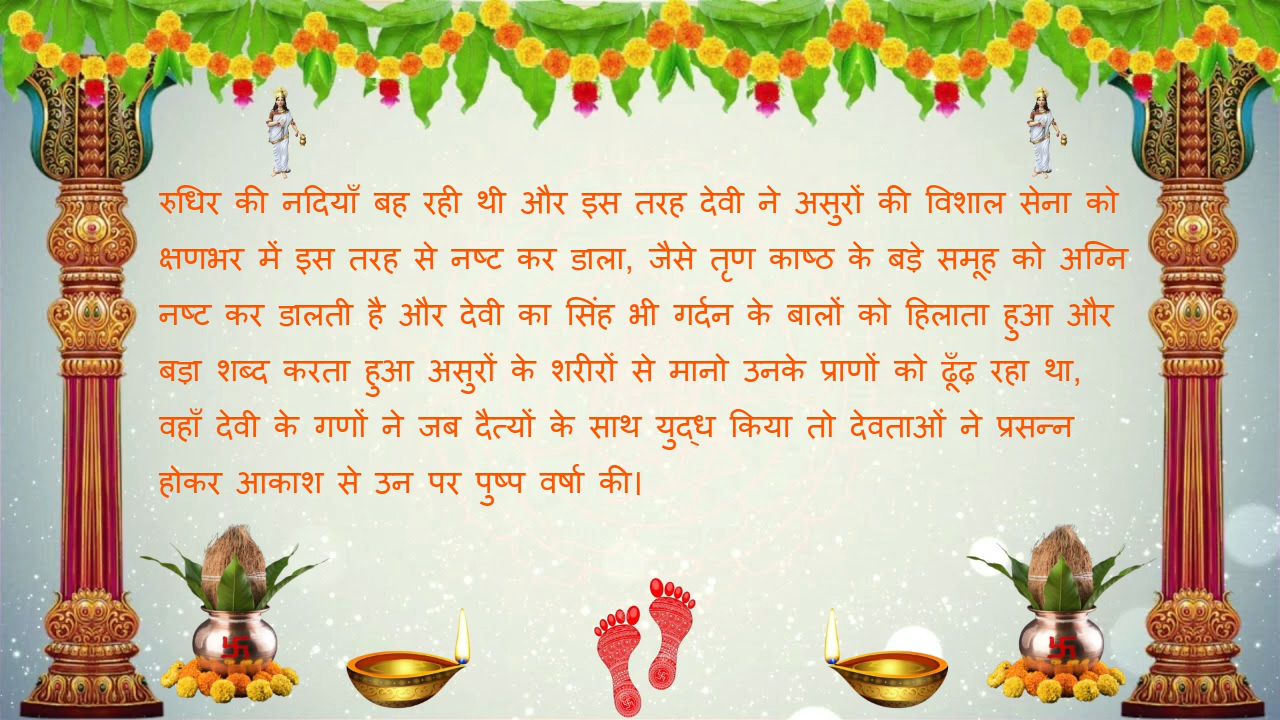 रुधिर की नदियाँ बह रही थी और इस तरह देवी ने असुरों की विशाल सेना को
क्षणभर में इस तरह से नष्ट कर डाला, जैसे तृण काष्ठ के बड़े समूह को अग्नि
नष्ट कर डालती है और देवी का सिंह भी गर्दन के बालों को हिलाता हुआ और
बड़ा शब्द करता हुआ असुरों के शरीरों से मानो उनके प्राणों को ढूँढ़ रहा था,
वहाँ देवी के गणों ने जब दैत्यों के साथ युद्ध किया तो देवताओं ने प्रसन्न
होकर आकाश से उन पर पुष्प वर्षा की।